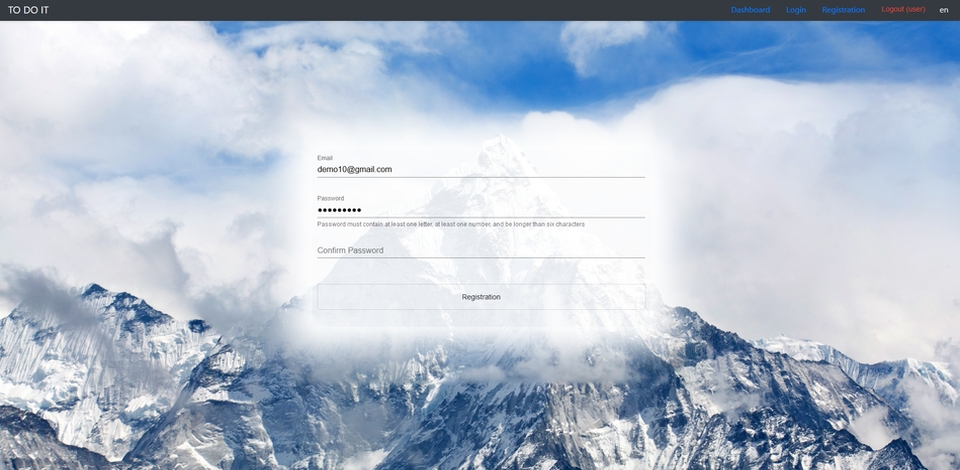 TO DO IT
Dashboard Login Registration Logout (user) en
Email
demo10@gmail.com
Password
●●●●●●●●●
Password must contain at least one letter, at least one number, and be longer than six characters
Confirm Password
Registration